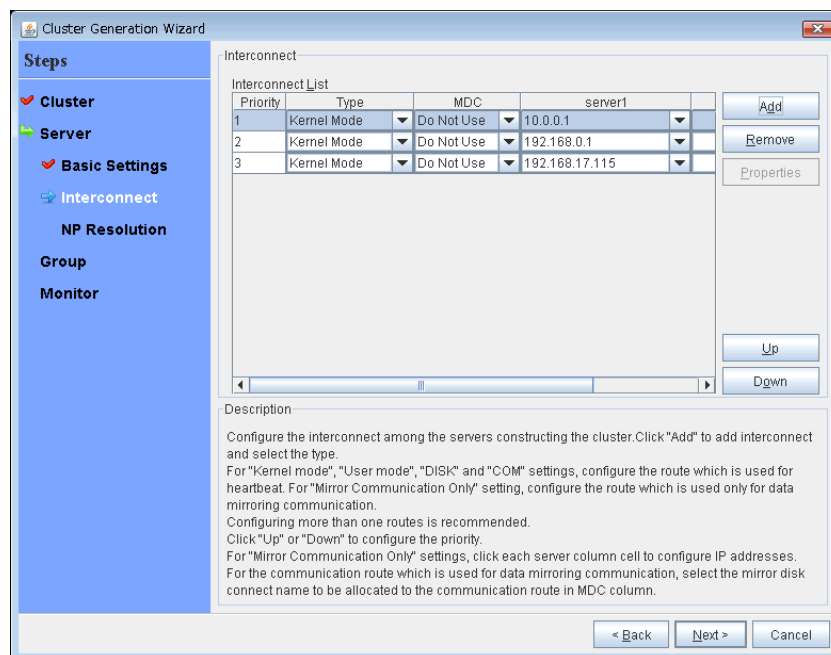 Cluster Generation Wizard
Steps
Cluster
Server
Basic Settings
Interconnect
NP Resolution
Group
Monitor
Interconnect
Interconnect List
Priority Type MDC server1
1 Kernel Mode Do Not Use 10.0.0.1
2 Kernel Mode Do Not Use 192.168.0.1
3 Kernel Mode Do Not Use 192.168.17.115
Add
Remove
Properties
Up
Down
Description
Configure the interconnect among the servers constructing the cluster.Click "Add" to add interconnect
and select the type.
For "Kernel mode", "User mode", "DISK" and "COM" settings, configure the route which is used for
heartbeat. For "Mirror Communication Only" setting, configure the route which is used only for data
mirroring communication.
Configuring more than one routes is recommended.
Click "Up" or "Down" to configure the priority.
For "Mirror Communication Only" settings, click each server column cell to configure IP addresses.
For the communication route which is used for data mirroring communication, select the mirror disk
connect name to be allocated to the communication route in MDC column.
< Back Next > Cancel